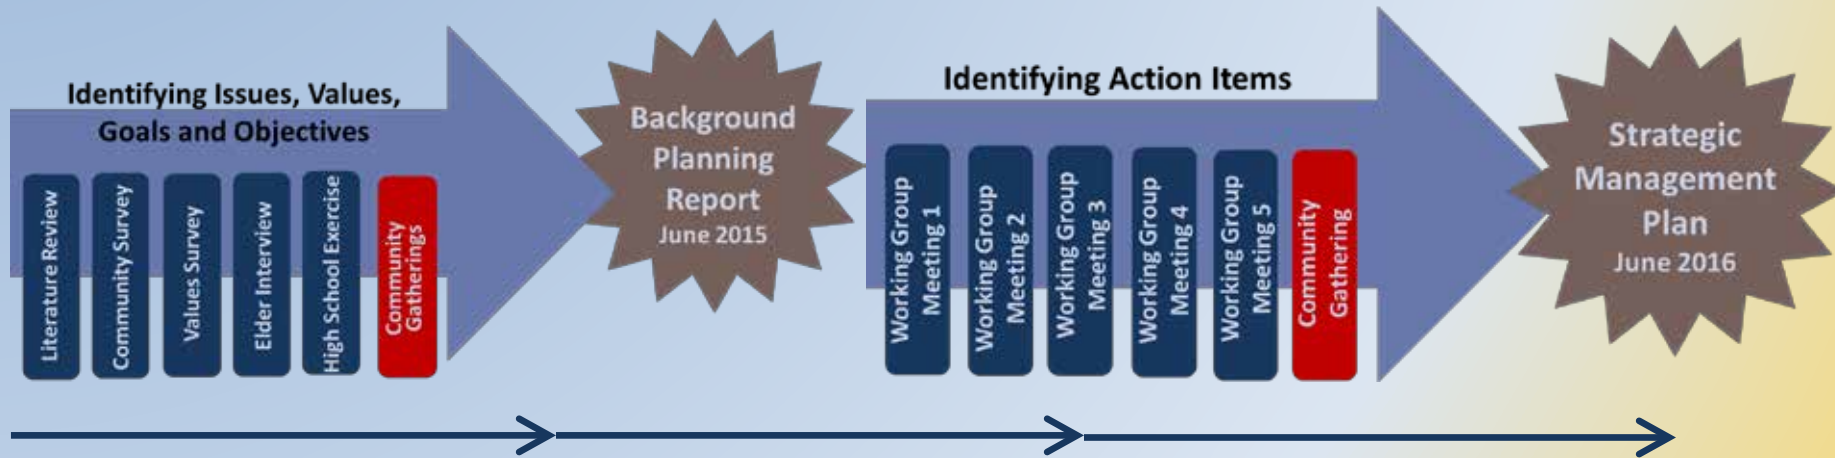 Identifying Issues, Values,
Goals and Objectives
Literature Review
Community Survey
Values Survey
Elder Interview
High School Exercise
Community
Gatherings
Background
Planning
Report
June 2015
Identifying Action Items
Working Group
Meeting 1
Working Group
Meeting 2
Working Group
Meeting 3
Working Group
Meeting 4
Working Group
Meeting 5
Community
Gathering
Strategic
Management
Plan
June 2016